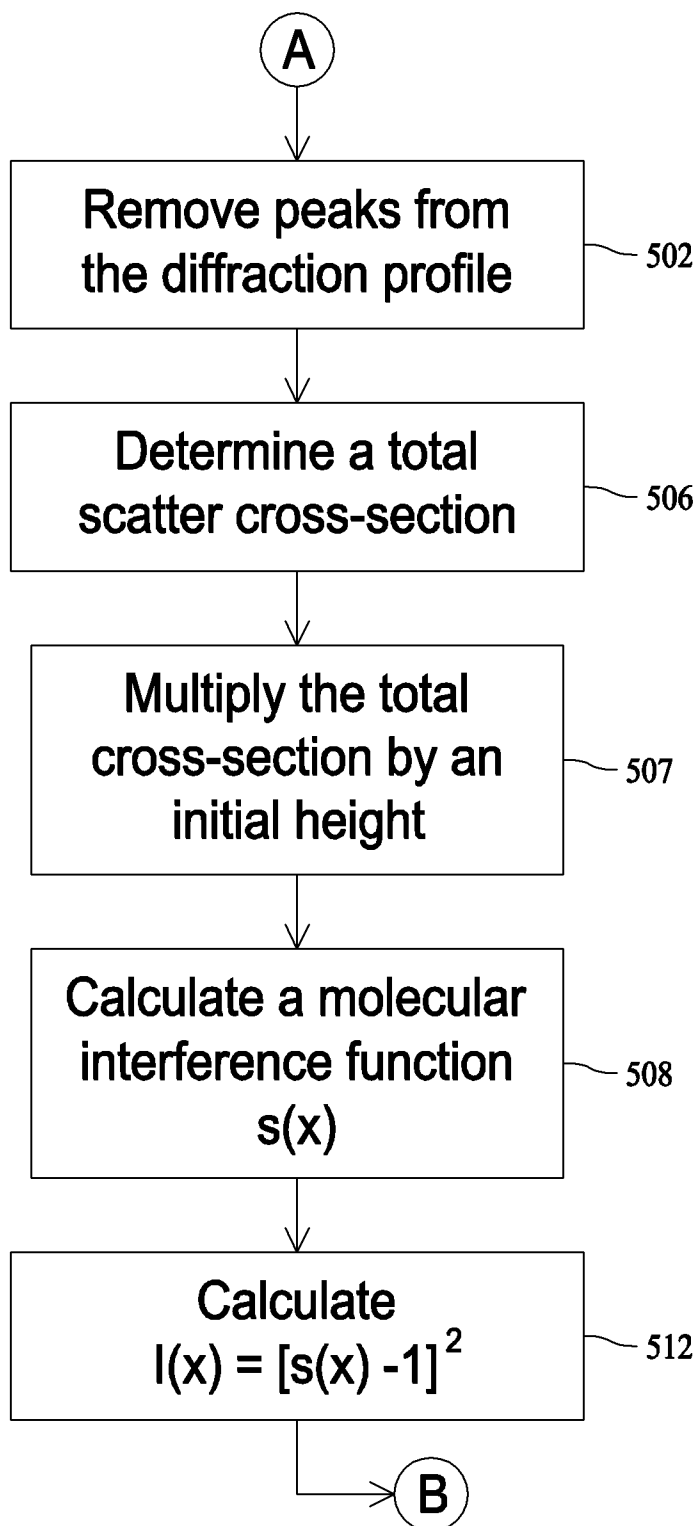 A
Remove peaks from
the diffraction profile
502
Determine a total
scatter cross-section
506
Multiply the total
cross-section by an
initial height
507
Calculate a molecular
interference function
s(x)
508
Calculate
I(x) = [s(x) -1]²
512
B